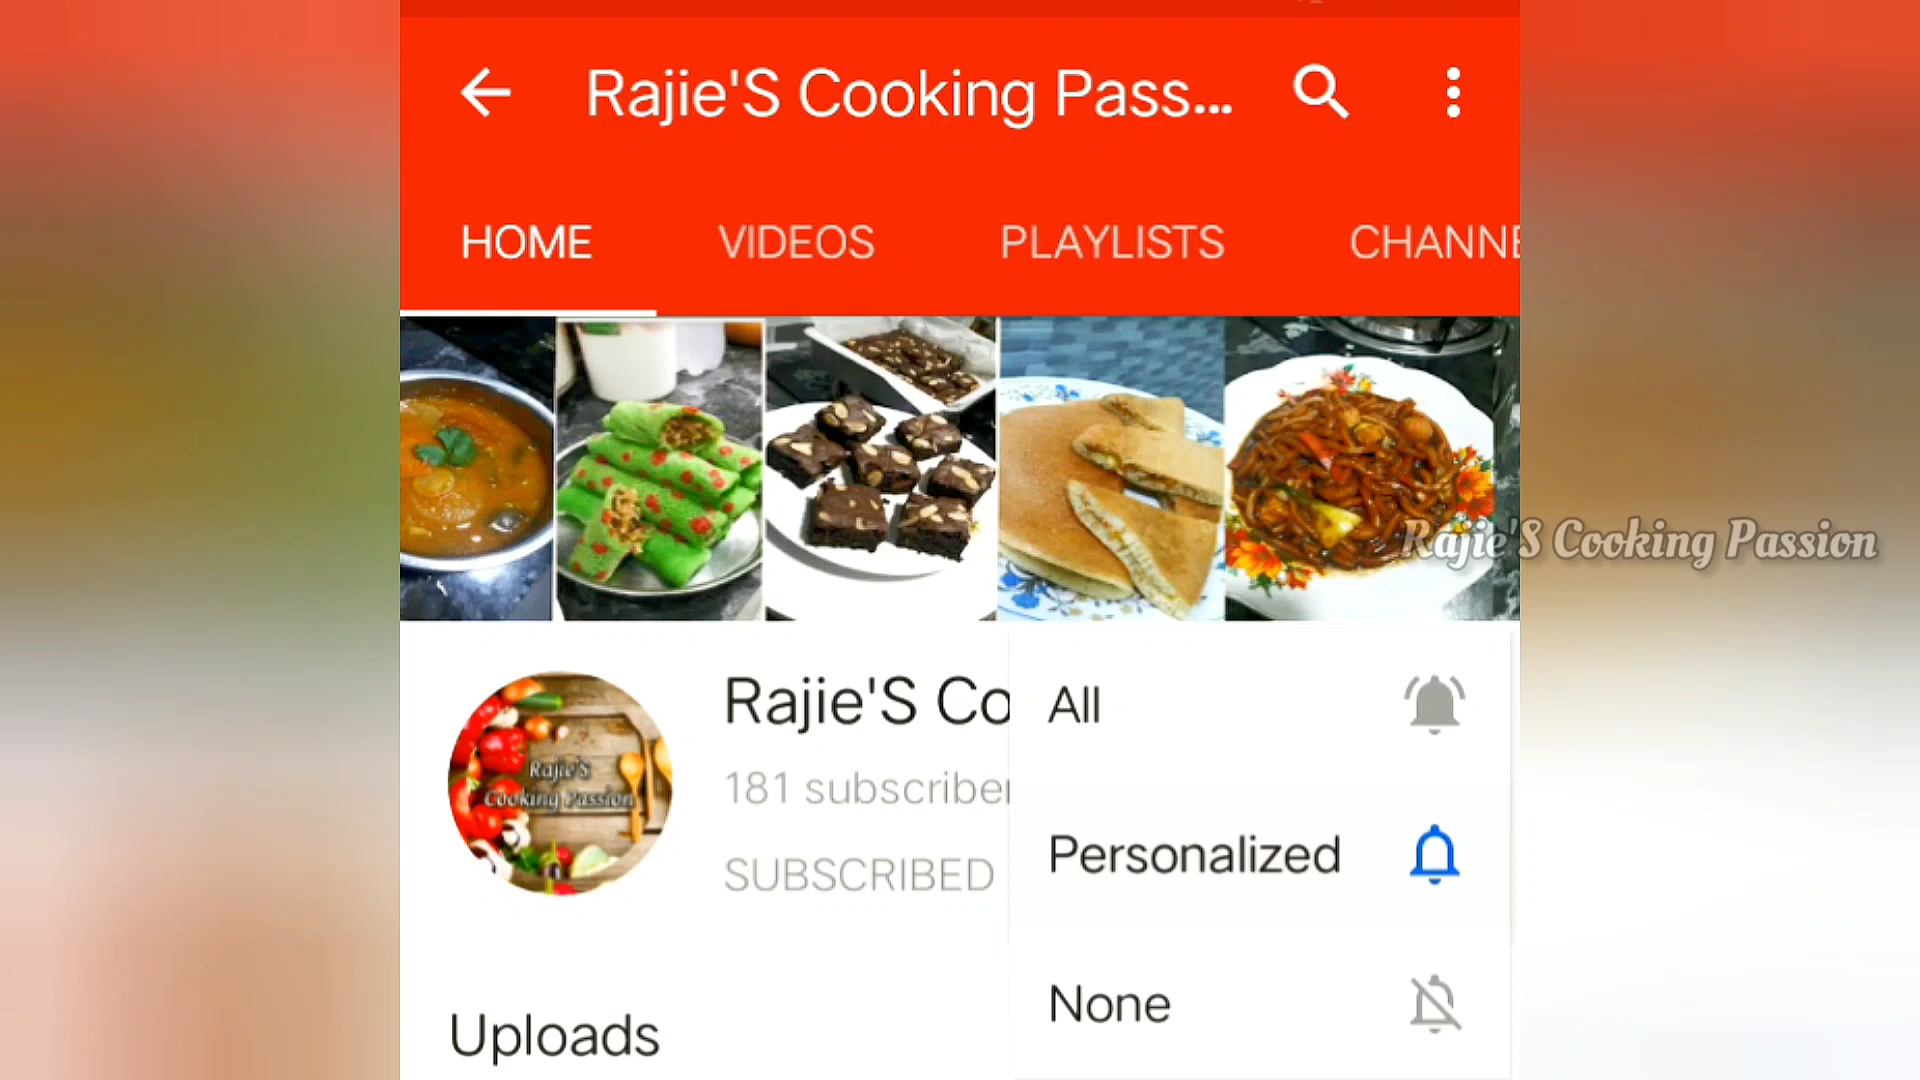 Rajie'S Cooking Pass...
HOME VIDEOS PLAYLISTS CHANNE
Rajie'S Cooking Passion
Rajie'S Co
181 subscriber
SUBSCRIBED
Rajie'S
Cooking Passion
All
Personalized
None
Uploads